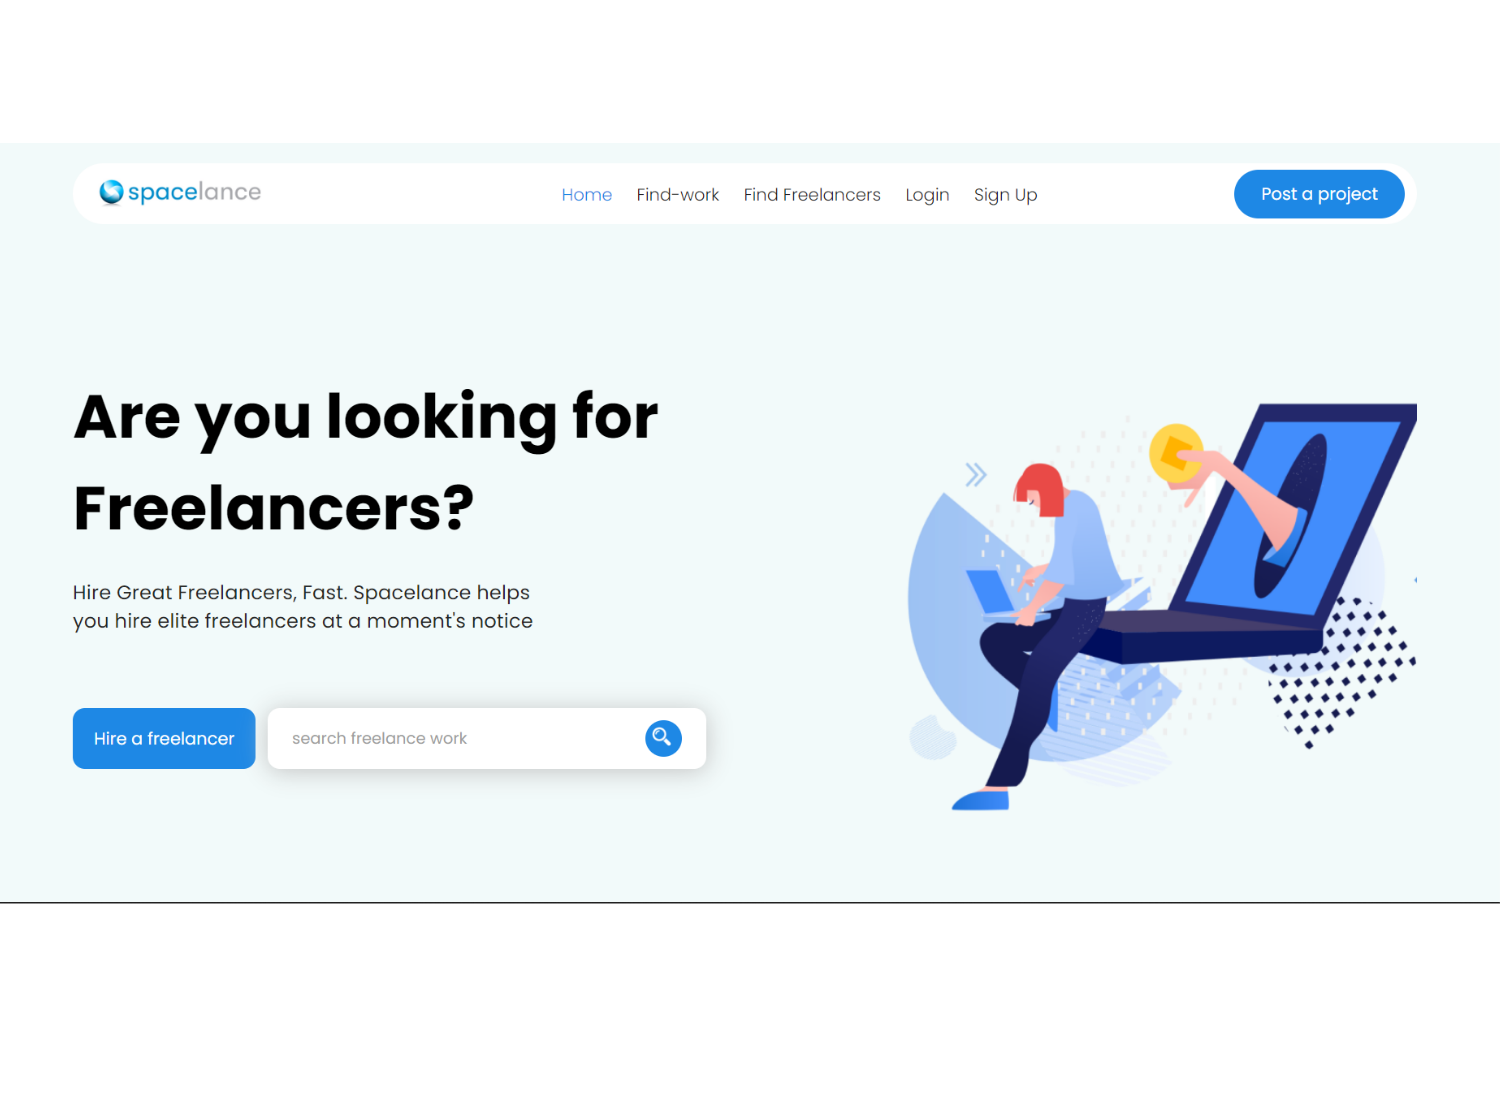 spacelance
Home Find-work Find Freelancers Login Sign Up
Post a project
Are you looking for
Freelancers?
Hire Great Freelancers, Fast. Spacelance helps
you hire elite freelancers at a moment's notice
Hire a freelancer
search freelance work